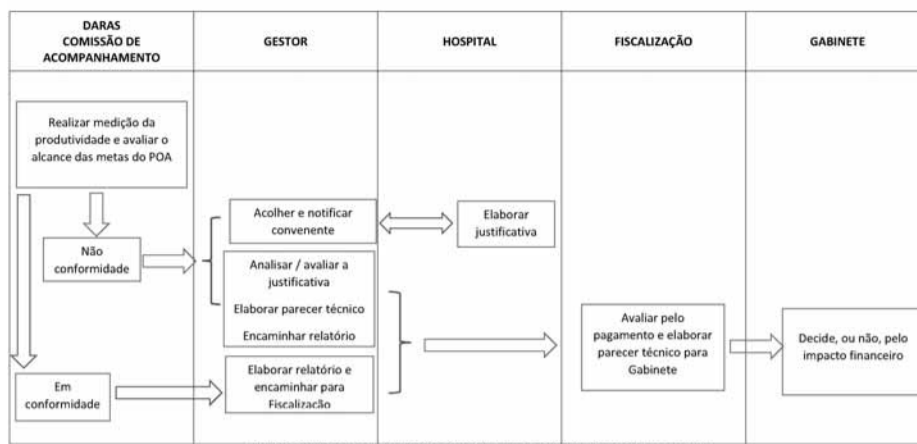 DARAS
COMISSÃO DE
ACOMPANHAMENTO
GESTOR
HOSPITAL
FISCALIZAÇÃO
GABINETE
Realizar medição da
produtividade e avaliar o
alcance das metas do POA
Não
conformidade
Em
conformidade
Acolher e notificar
convenente
Analisar / avaliar a
justificativa
Elaborar parecer técnico
Encaminhar relatório
Elaborar relatório e
encaminhar para
Fiscalização
Elaborar
justificativa
Avaliar pelo
pagamento e elaborar
parecer técnico para
Gabinete
Decide, ou não, pelo
impacto financeiro